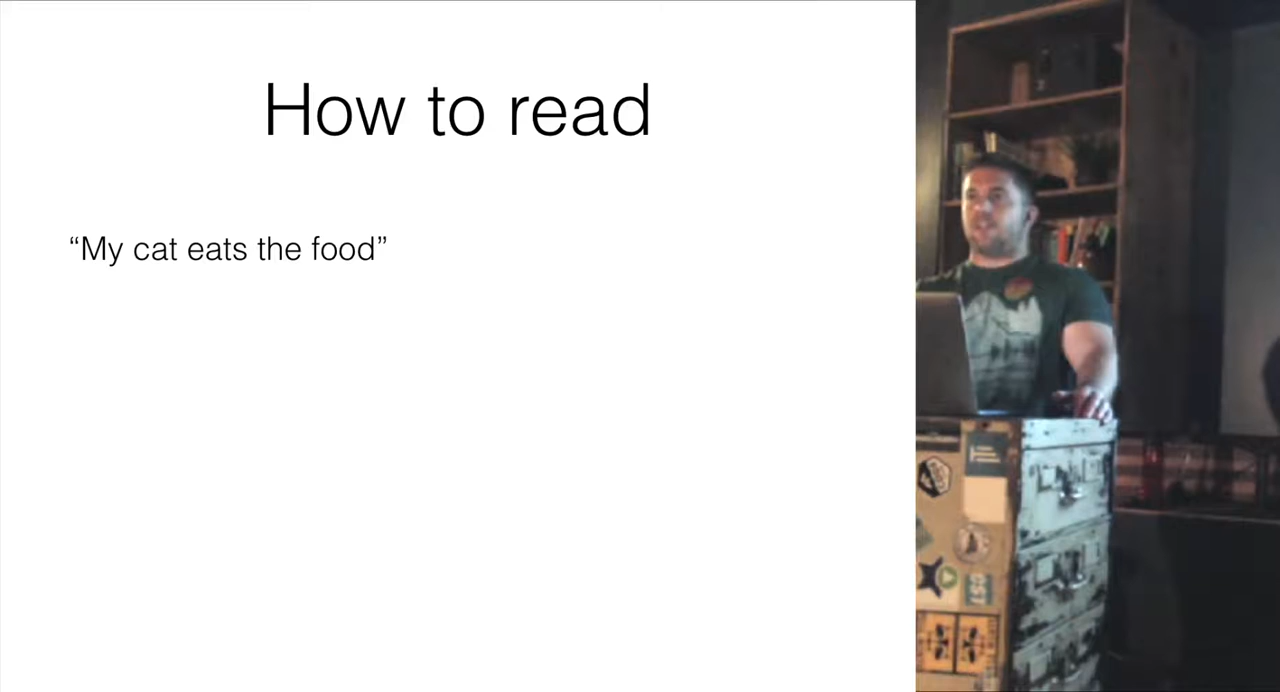 How to read
“My cat eats the food”